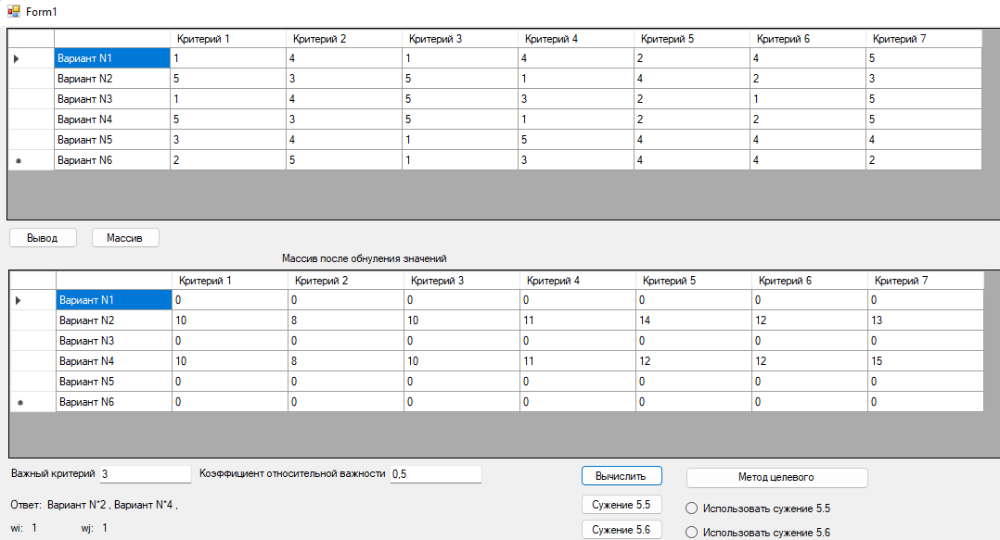 Form1
Критерий 1 Критерий 2 Критерий 3 Критерий 4 Критерий 5 Критерий 6 Критерий 7
Вариант N1 1 4 1 4 2 4 5
Вариант N2 5 3 5 1 4 2 3
Вариант N3 1 4 5 3 2 1 5
Вариант N4 5 3 5 1 2 2 5
Вариант N5 3 4 1 5 4 4 4
Вариант N6 2 5 1 3 4 4 2
Вывод Массив
Массив после обнуления значений
Критерий 1 Критерий 2 Критерий 3 Критерий 4 Критерий 5 Критерий 6 Критерий 7
Вариант N1 0 0 0 0 0 0 0
Вариант N2 10 8 10 11 14 12 13
Вариант N3 0 0 0 0 0 0 0
Вариант N4 10 8 10 11 12 12 15
Вариант N5 0 0 0 0 0 0 0
Вариант N6 0 0 0 0 0 0 0
Важный критерий 3 Коэффициент относительной важности 0,5 Вычислить Метод целевого
Ответ: Вариант N*2 , Вариант N*4 , Сужение 5.5 Использовать сужение 5.5
wi: 1 wj: 1 Сужение 5.6 Использовать сужение 5.6